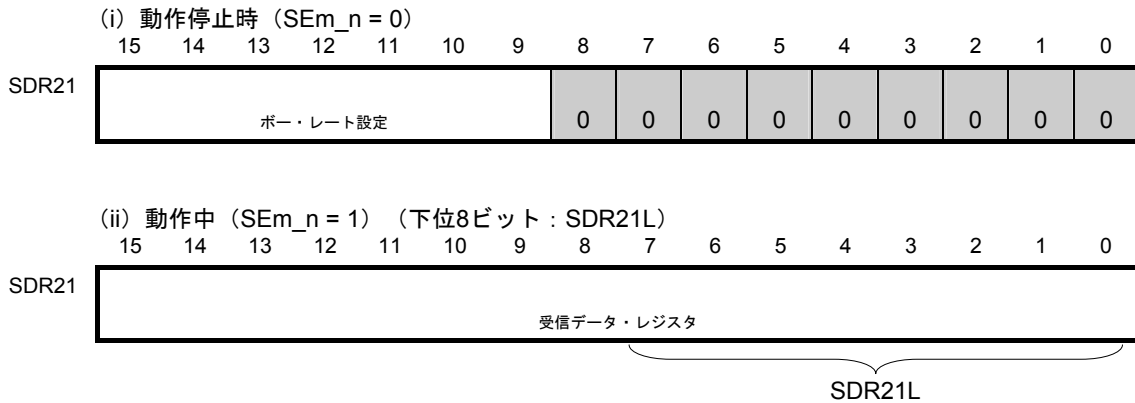 (i) 動作停止時（SEm_n = 0）
15 14 13 12 11 10 9 8 7 6 5 4 3 2 1 0
SDR21
ボー・レート設定 0 0 0 0 0 0 0 0 0
(ii) 動作中（SEm_n = 1）（下位8ビット：SDR21L）
15 14 13 12 11 10 9 8 7 6 5 4 3 2 1 0
SDR21
受信データ・レジスタ
SDR21L